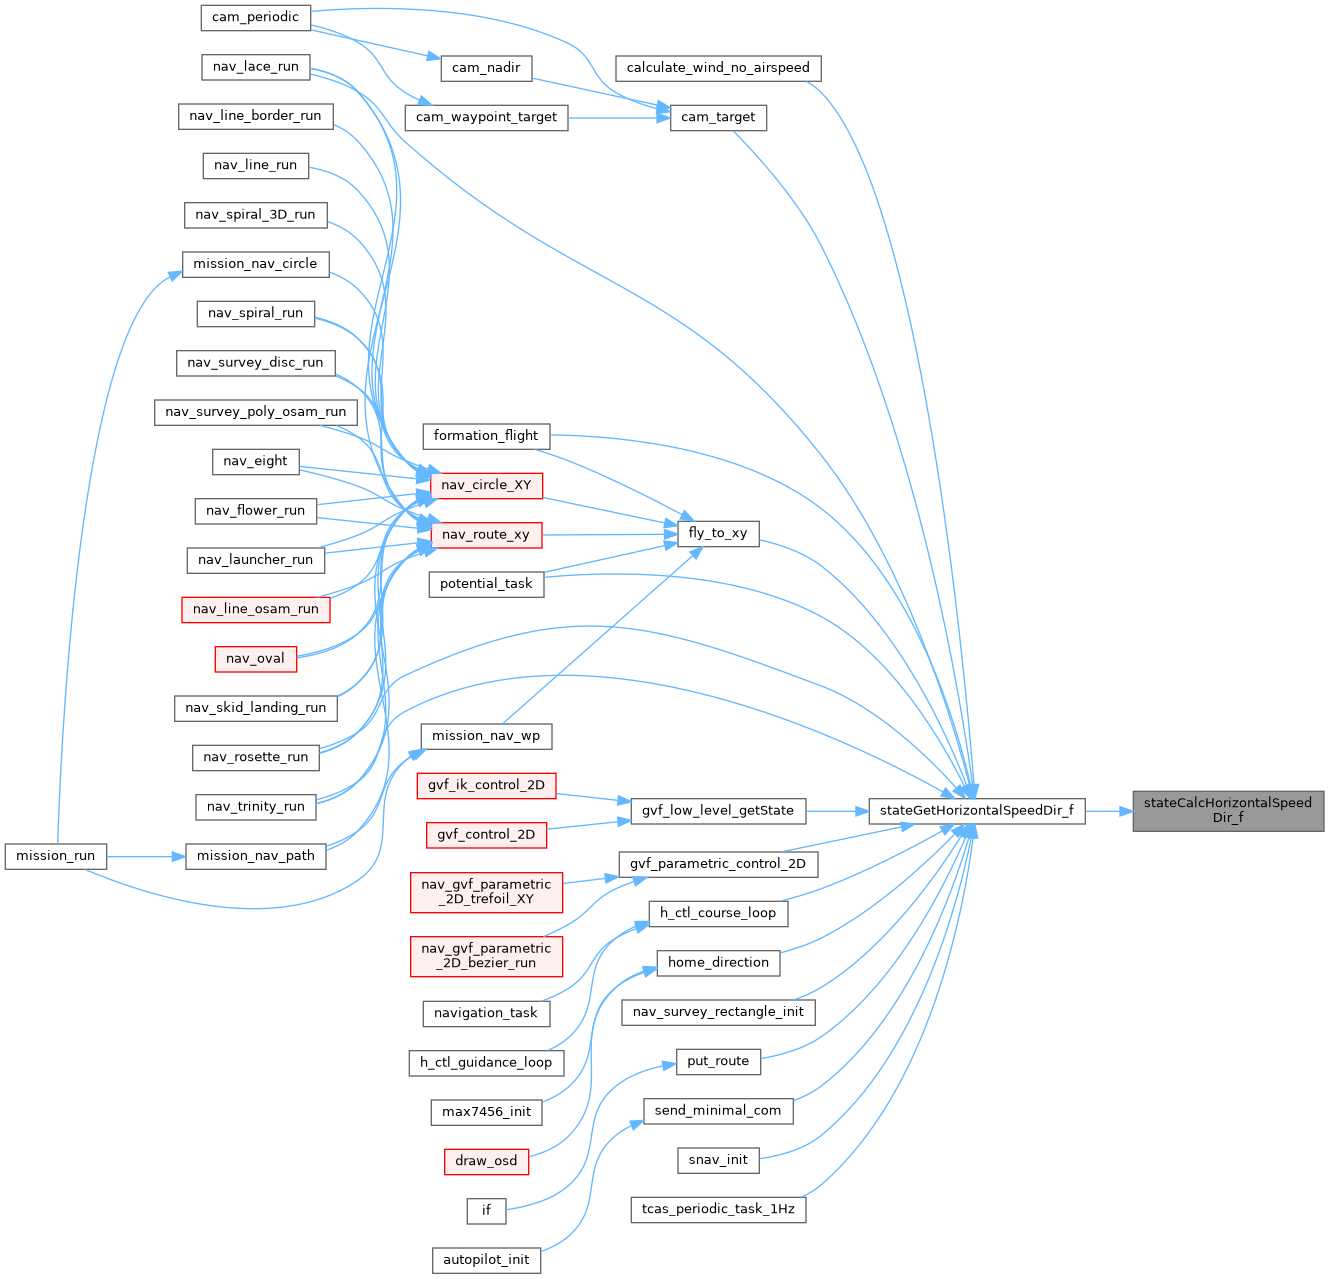 cam_periodic
nav_lace_run
cam_nadir
calculate_wind_no_airspeed
nav_line_border_run
cam_waypoint_target
cam_target
nav_line_run
nav_spiral_3D_run
mission_nav_circle
nav_spiral_run
nav_survey_disc_run
nav_survey_poly_osam_run
formation_flight
nav_eight
nav_circle_XY
nav_flower_run
nav_route_xy
fly_to_xy
nav_launcher_run
potential_task
nav_line_osam_run
nav_oval
nav_skid_landing_run
mission_nav_wp
nav_rosette_run
gvf_ik_control_2D
nav_trinity_run
gvf_low_level_getState
stateGetHorizontalSpeedDir_f
stateCalcHorizontalSpeed
Dir_f
gvf_control_2D
mission_run
mission_nav_path
gvf_parametric_control_2D
nav_gvf_parametric
_2D_trefoil_XY
h_ctl_course_loop
nav_gvf_parametric
_2D_bezier_run
home_direction
navigation_task
nav_survey_rectangle_init
h_ctl_guidance_loop
put_route
max7456_init
send_minimal_com
draw_osd
snav_init
if
tcas_periodic_task_1Hz
autopilot_init